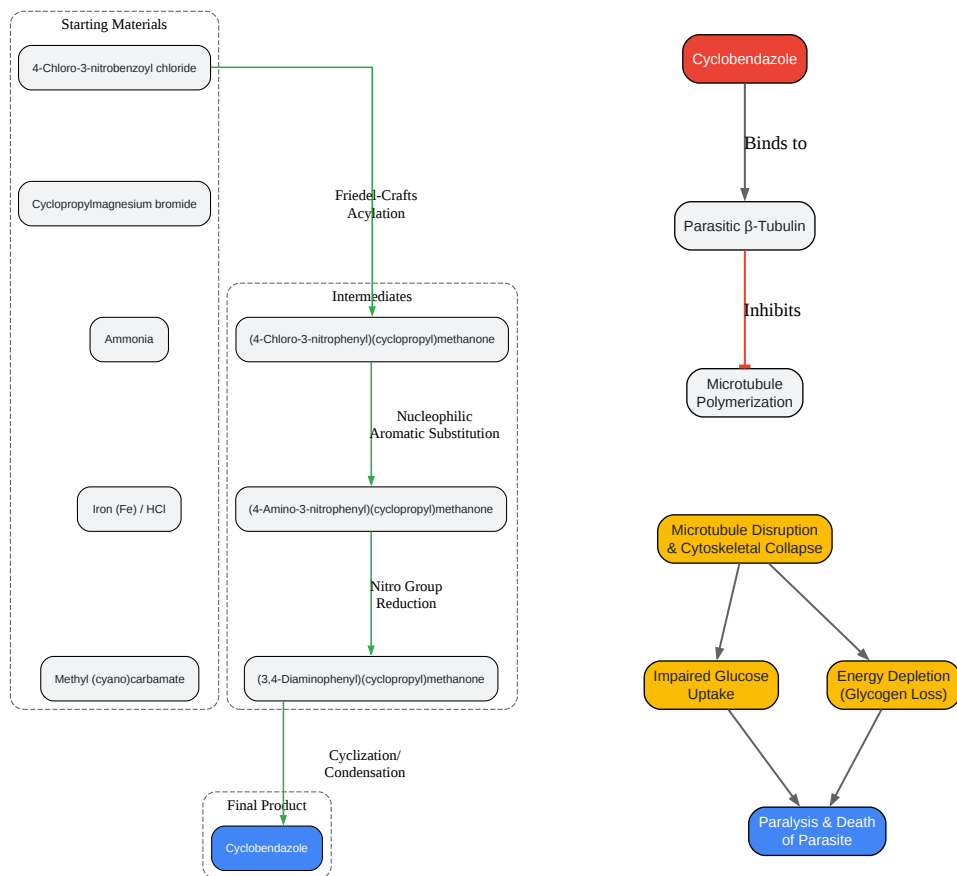 Starting Materials
4-Chloro-3-nitrobenzoyl chloride
Cyclopropylmagnesium bromide
Friedel-Crafts
Acylation
Intermediates
Ammonia
(4-Chloro-3-nitrophenyl)(cyclopropyl)methanone
Nucleophilic
Aromatic Substitution
Iron (Fe) / HCl
(4-Amino-3-nitrophenyl)(cyclopropyl)methanone
Nitro Group
Reduction
Methyl (cyano)carbamate
(3,4-Diaminophenyl)(cyclopropyl)methanone
Cyclization/
Condensation
Final Product
Cyclobendazole
Cyclobendazole
Binds to
Parasitic β-Tubulin
Inhibits
Microtubule
Polymerization
Microtubule Disruption
& Cytoskeletal Collapse
Impaired Glucose
Uptake
Energy Depletion
(Glycogen Loss)
Paralysis & Death
of Parasite